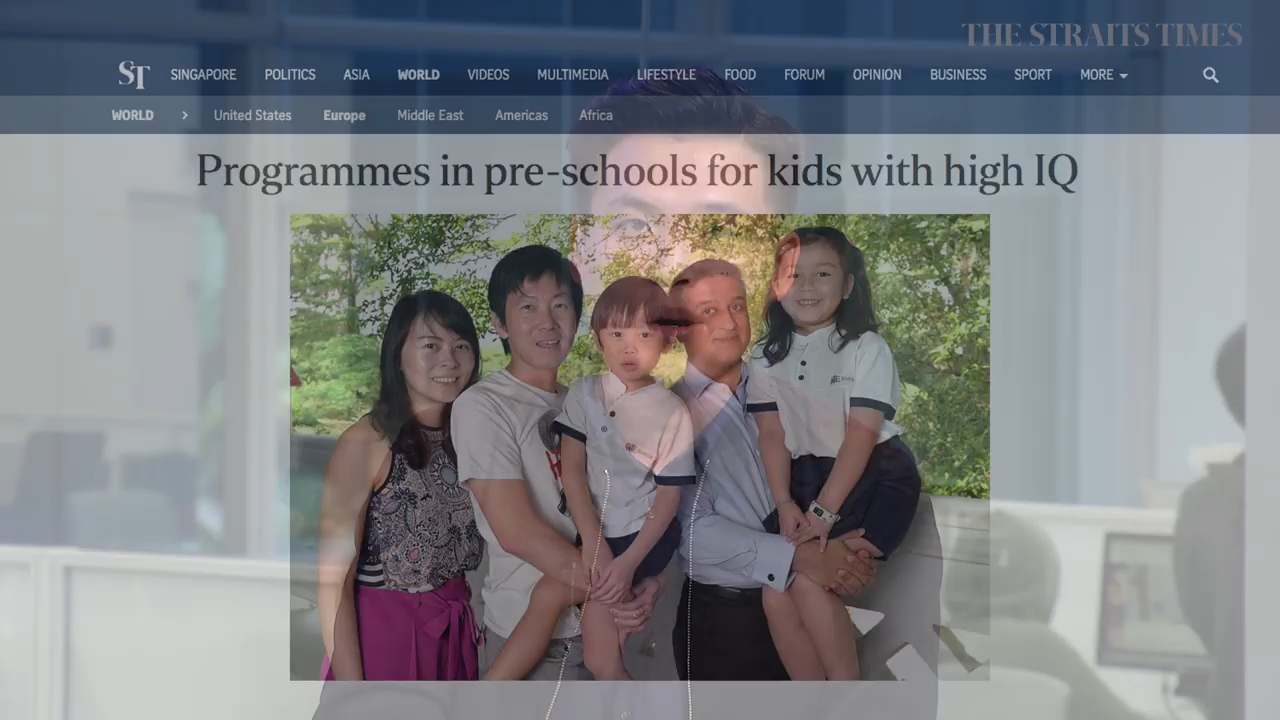 THE STRAITS TIMES
ST SINGAPORE POLITICS ASIA WORLD VIDEOS MULTIMEDIA LIFESTYLE FOOD FORUM OPINION BUSINESS SPORT MORE
WORLD > United States Europe Middle East Americas Africa
Programmes in pre-schools for kids with high IQ